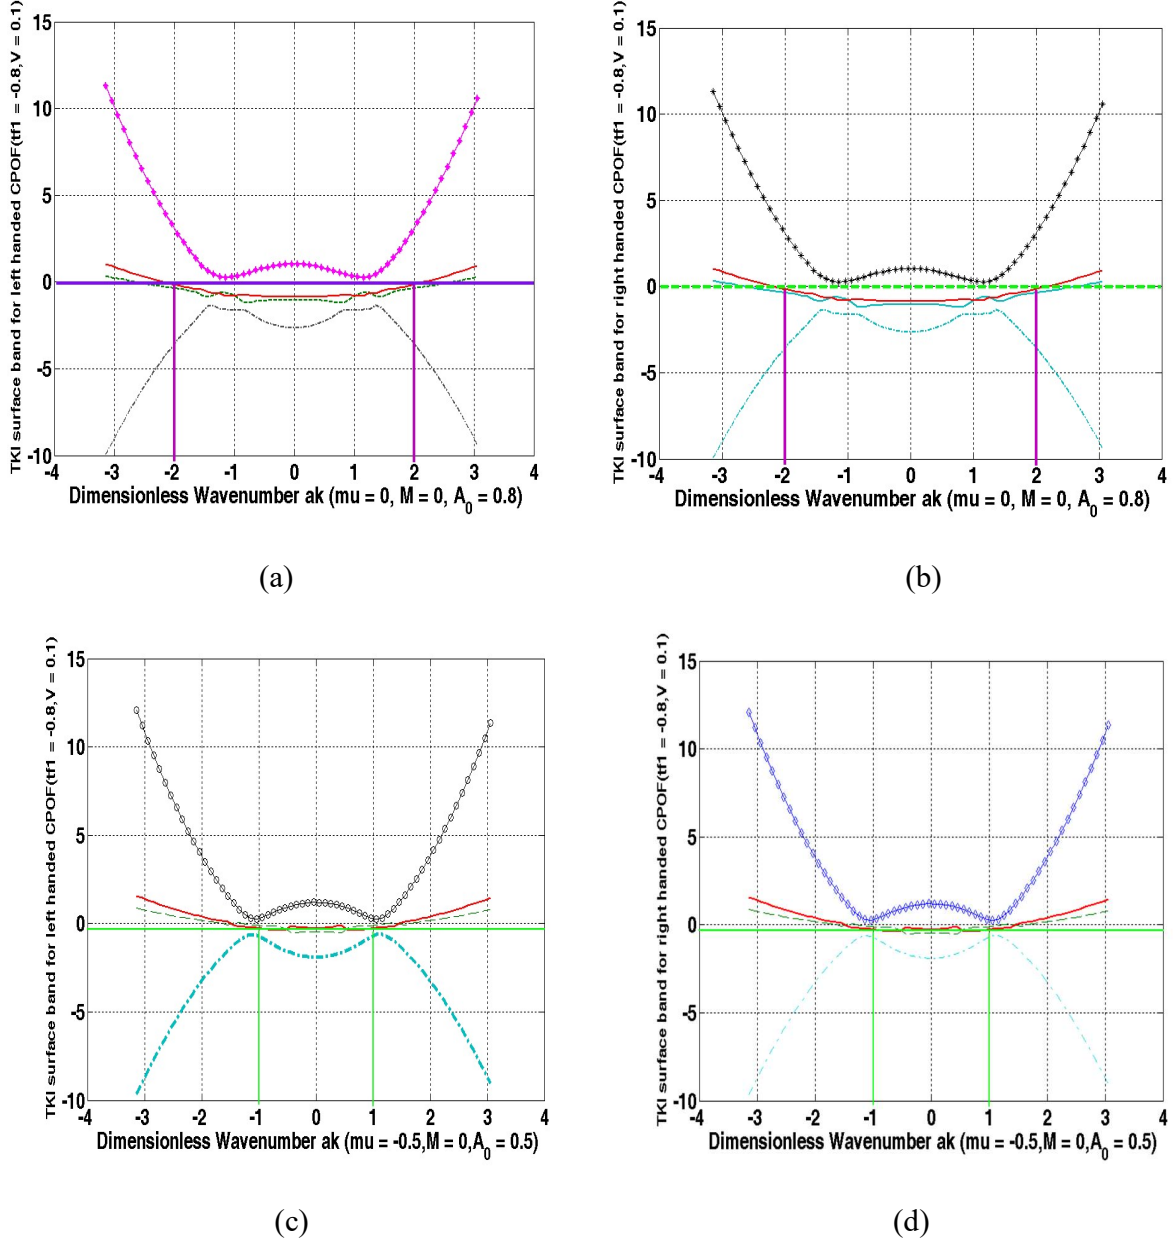 TKI surface band for left handed CPOF(tf1 = -0.8,V = 0.1)
15
10
5
0
-5
-10
-4 -3 -2 -1 0 1 2 3 4
Dimensionless Wavenumber ak (mu = 0, M = 0, A0 = 0.8)
(a)
TKI surface band for right handed CPOF(tf1 = -0.8,V = 0.1)
15
10
5
0
-5
-10
-4 -3 -2 -1 0 1 2 3 4
Dimensionless Wavenumber ak (mu = 0, M = 0, A0 = 0.8)
(b)
TKI surface band for left handed CPOF(tf1 = -0.8,V = 0.1)
15
10
5
0
-5
-10
-4 -3 -2 -1 0 1 2 3 4
Dimensionless Wavenumber ak (mu = -0.5,M = 0,A0 = 0.5)
(c)
TKI surface band for right handed CPOF(tf1 = -0.8,V = 0.1)
15
10
5
0
-5
-10
-4 -3 -2 -1 0 1 2 3 4
Dimensionless Wavenumber ak (mu = -0.5,M = 0,A0 = 0.5)
(d)